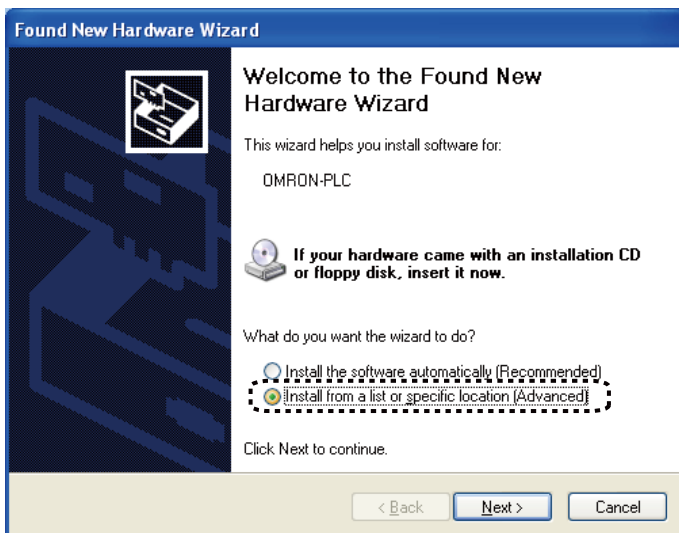 Found New Hardware Wizard
Welcome to the Found New
Hardware Wizard
This wizard helps you install software for:
OMRON-PLC
If your hardware came with an installation CD
or floppy disk, insert it now.
What do you want the wizard to do?
Install the software automatically (Recommended)
Install from a list or specific location (Advanced)
Click Next to continue.
< Back Next > Cancel